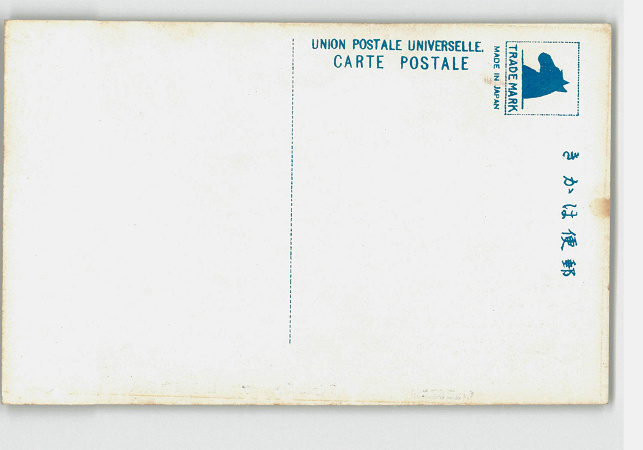 UNION POSTALE UNIVERSELLE.
CARTE POSTALE
TRADE MARK
MADE IN JAPAN
郵便はかき